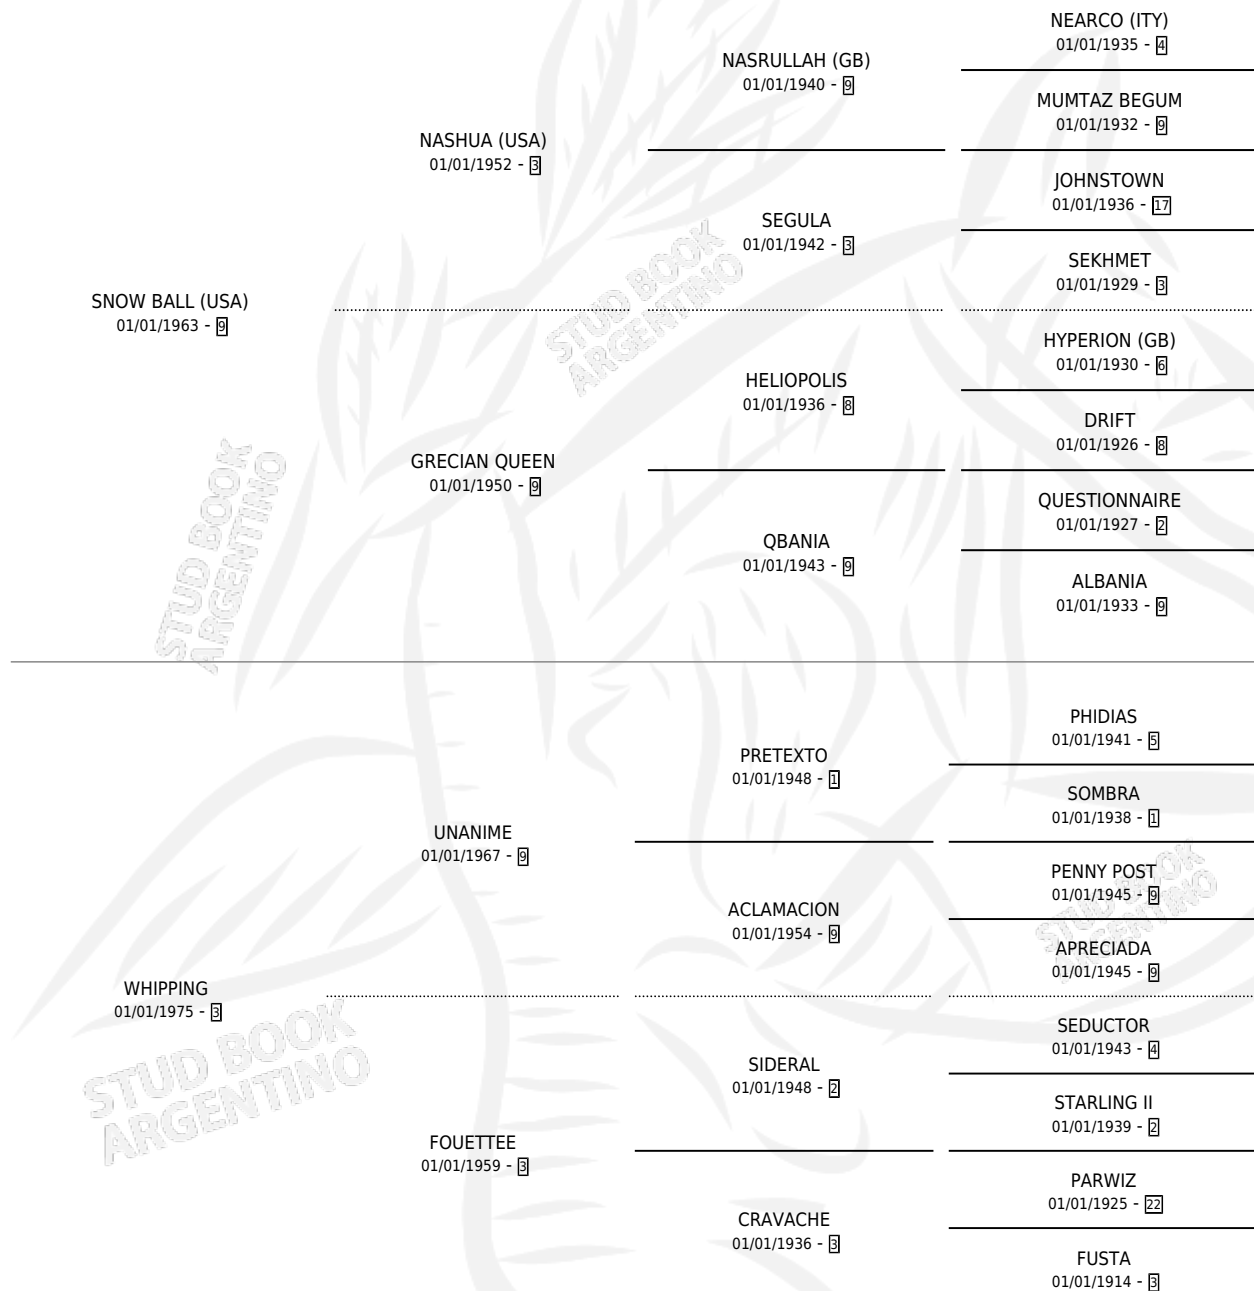 NEARCO (ITY)
01/01/1935 - 4
NASRULLAH (GB)
01/01/1940 - 9
MUMTAZ BEGUM
01/01/1932 - 9
NASHUA (USA)
01/01/1952 - 3
JOHNSTOWN
01/01/1936 - 17
SEGULA
01/01/1942 - 3
SEKHMET
01/01/1929 - 3
SNOW BALL (USA)
01/01/1963 - 9
HYPERION (GB)
01/01/1930 - 6
HELIOPOLIS
01/01/1936 - 8
DRIFT
01/01/1926 - 8
GRECIAN QUEEN
01/01/1950 - 9
QUESTIONNAIRE
01/01/1927 - 2
QBANIA
01/01/1943 - 9
ALBANIA
01/01/1933 - 9
STUD BOOK
ARGENTINO
STUD BOOK
ARGENTINO
PHIDIAS
01/01/1941 - 5
PRETEXTO
01/01/1948 - 1
SOMBRA
01/01/1938 - 1
UNANIME
01/01/1967 - 9
PENNY POST
01/01/1945 - 9
ACLAMACION
01/01/1954 - 9
APRECIADA
01/01/1945 - 9
WHIPPING
01/01/1975 - 3
SEDUCTOR
01/01/1943 - 4
SIDERAL
01/01/1948 - 2
STARLING II
01/01/1939 - 2
FOUETTEE
01/01/1959 - 3
PARWIZ
01/01/1925 - 22
CRAVACHE
01/01/1936 - 3
FUSTA
01/01/1914 - 3
STUD BOOK
ARGENTINO
STUD BOOK
ARGENTINO